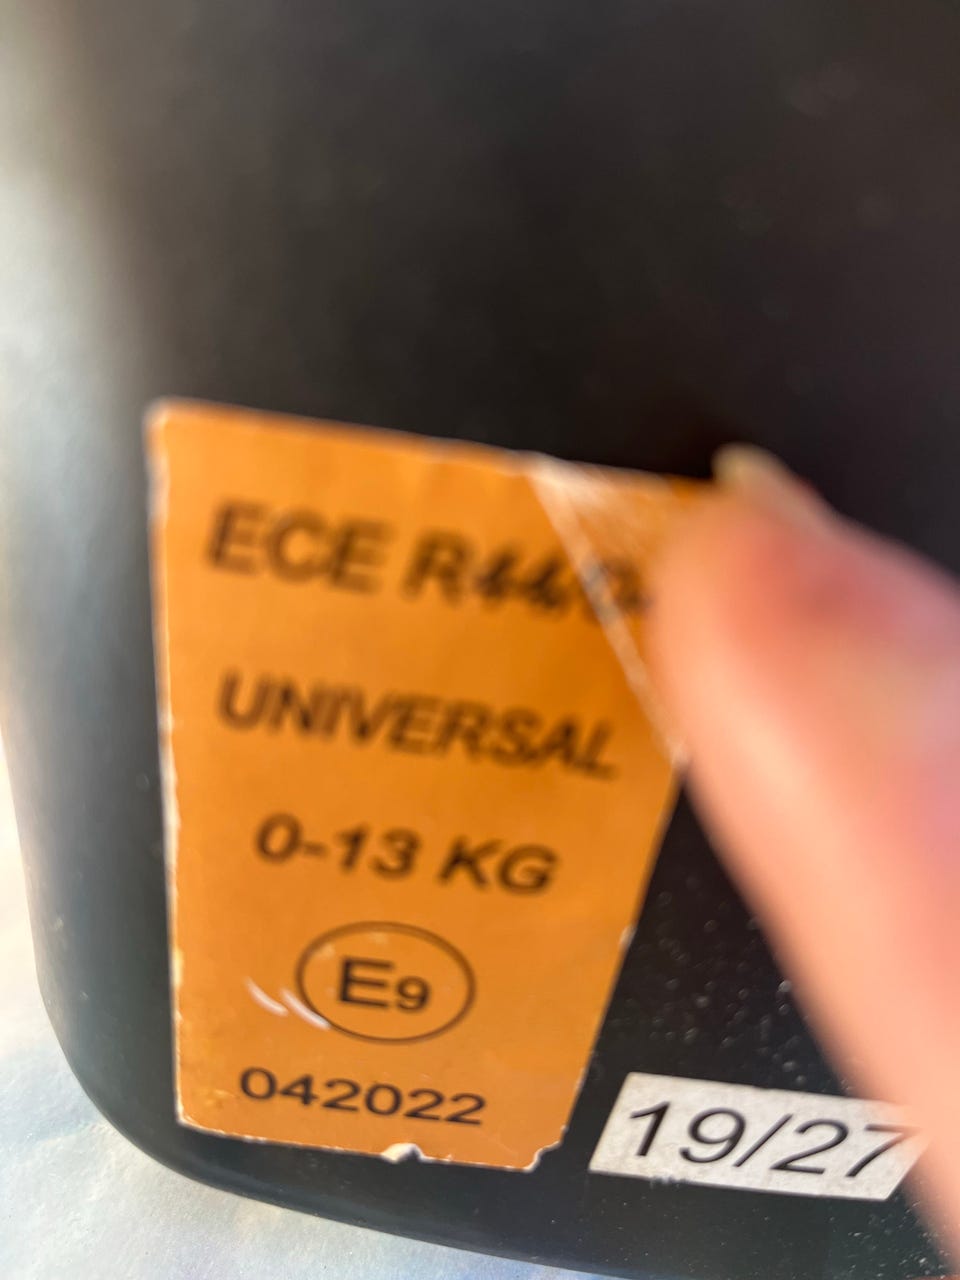 ECE R44
UNIVERSAL
0-13 KG
E9
042022
19/27